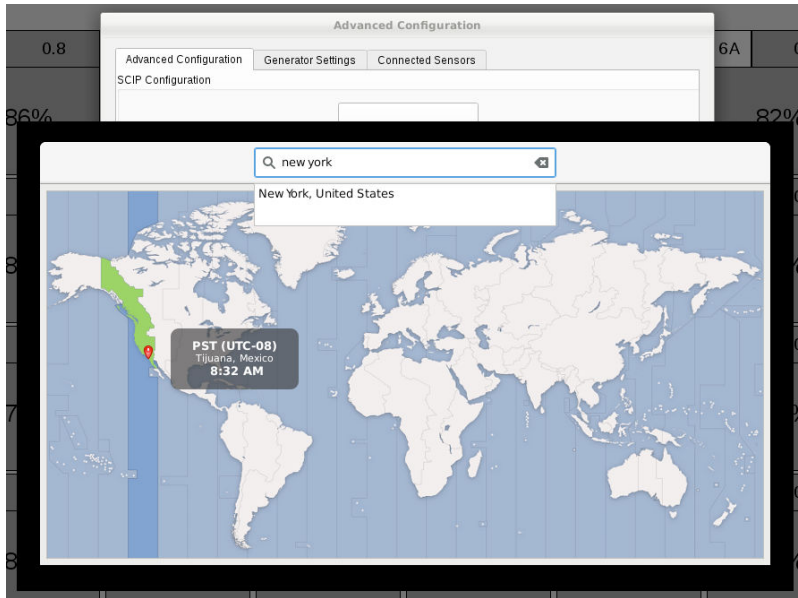 Advanced Configuration
0.8
6A
Advanced Configuration
Generator Settings
Connected Sensors
SCIP Configuration
86%
82%
new york
New York, United States
PST (UTC-08)
Tijuana, Mexico
8:32 AM